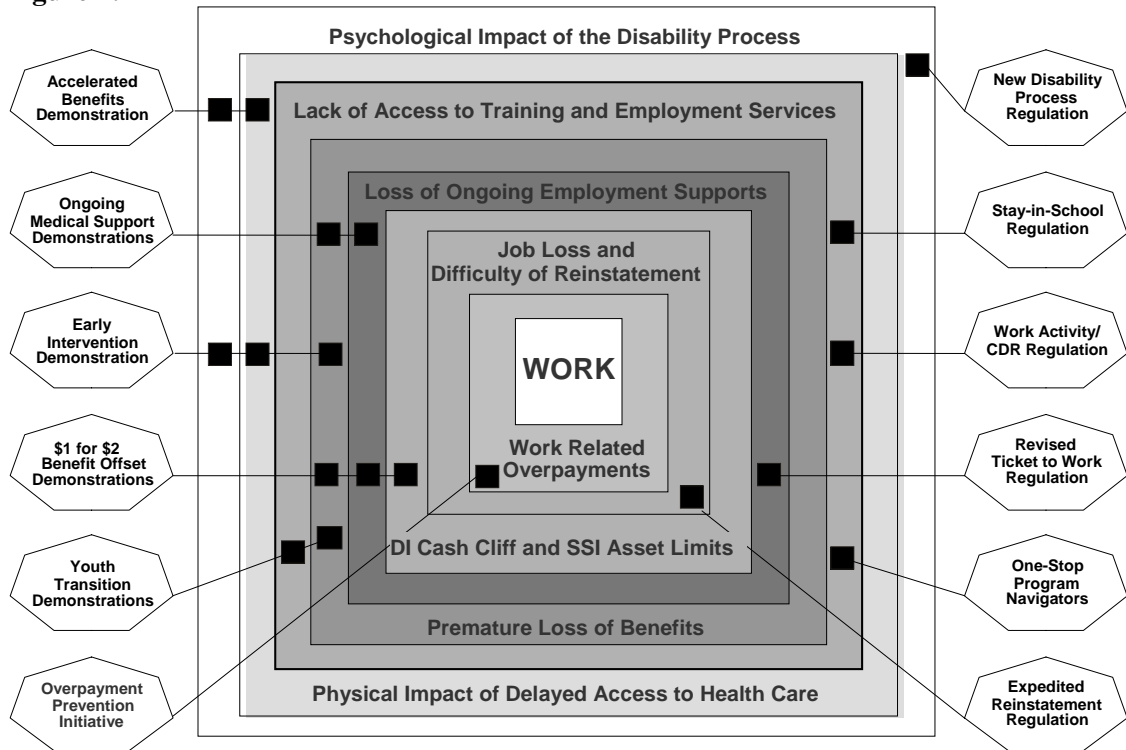 Psychological Impact of the Disability Process
Accelerated
Benefits
Demonstration
New Disability
Process
Regulation
Lack of Access to Training and Employment Services
Ongoing
Medical Support
Demonstrations
Loss of Ongoing Employment Supports
Stay-in-School
Regulation
Job Loss and
Difficulty of Reinstatement
Early
Intervention
Demonstration
WORK
Work Activity/
CDR Regulation
$1 for $2
Benefit Offset
Demonstrations
Work Related
Overpayments
Revised
Ticket to Work
Regulation
DI Cash Cliff and SSI Asset Limits
Youth
Transition
Demonstrations
One-Stop
Program
Navigators
Premature Loss of Benefits
Overpayment
Prevention
Initiative
Physical Impact of Delayed Access to Health Care
Expedited
Reinstatement
Regulation